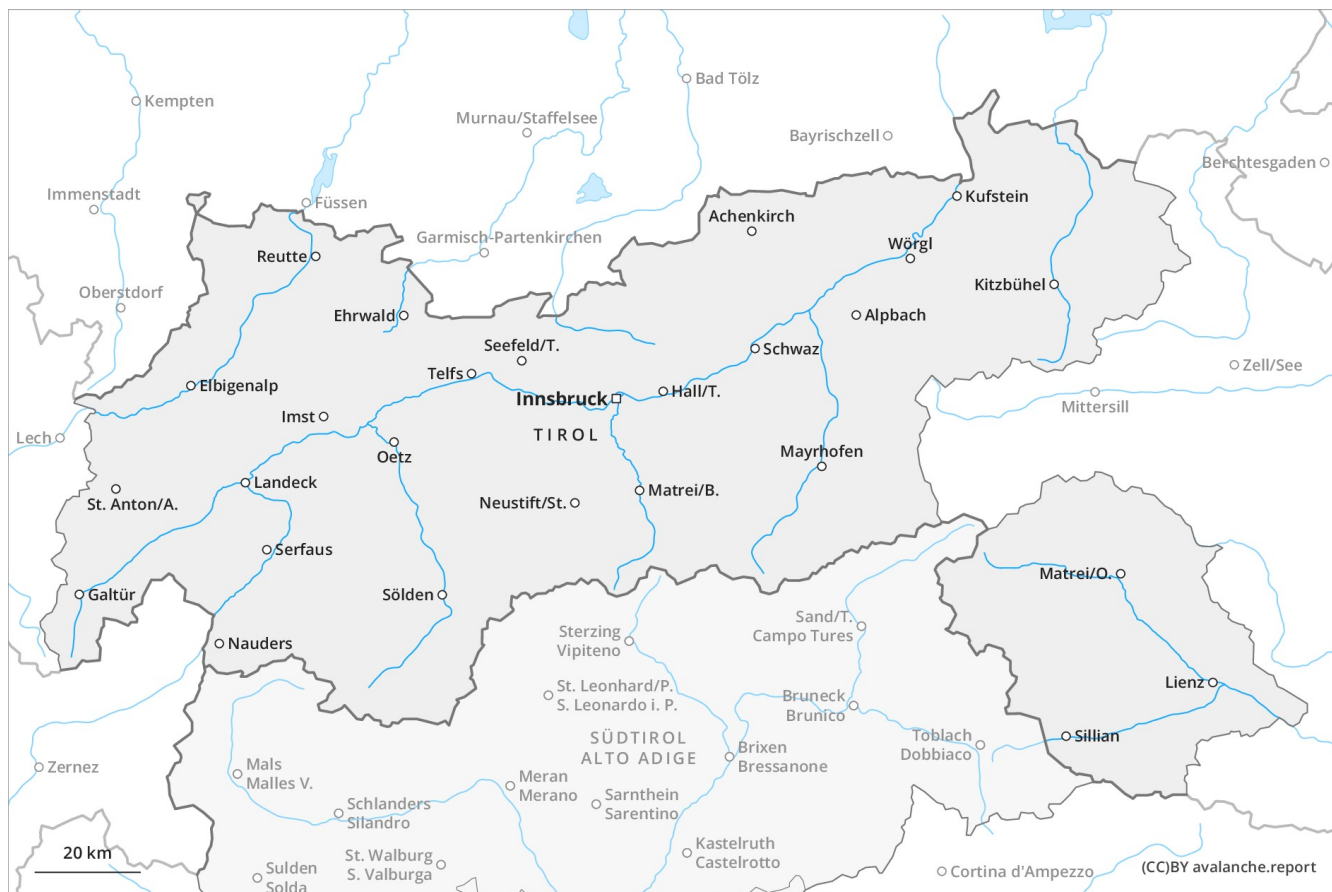 Bad Tölz
Kempten
Murnau/Staffelsee
Bayrischzell
Berchtesgaden
Immenstadt
Füssen
Kufstein
Achenkirch
Garmisch-Partenkirchen
Wörgl
Reutte
Kitzbühel
Oberstdorf
Ehrwald
Alpbach
Seefeld/T.
Schwaz
Zell/See
Telfs
Elbigenalp
Hall/T.
Innsbruck
Mittersill
Imst
TIROL
Lech
Oetz
Mayrhofen
Landeck
St. Anton/A.
Neustift/St.
Matrei/B.
Serfaus
Matrei/O.
Galtür
Sölden
Sand/T.
Campo Tures
Sterzing
Vipiteno
Nauders
Lienz
St. Leonhard/P.
S. Leonardo i. P.
Bruneck
Brunico
SÜDTIROL
ALTO ADIGE
Toblach
Dobbiaco
Sillian
Brixen
Bressanone
Zernez
Mals
Malles V.
Meran
Merano
Sarnthein
Sarentino
Schlanders
Silandro
Kastelruth
Castelrotto
20 km
St. Walburg
S. Valburga
Sulden
Solda
Cortina d'Ampezzo
(CC)BY avalanche.report